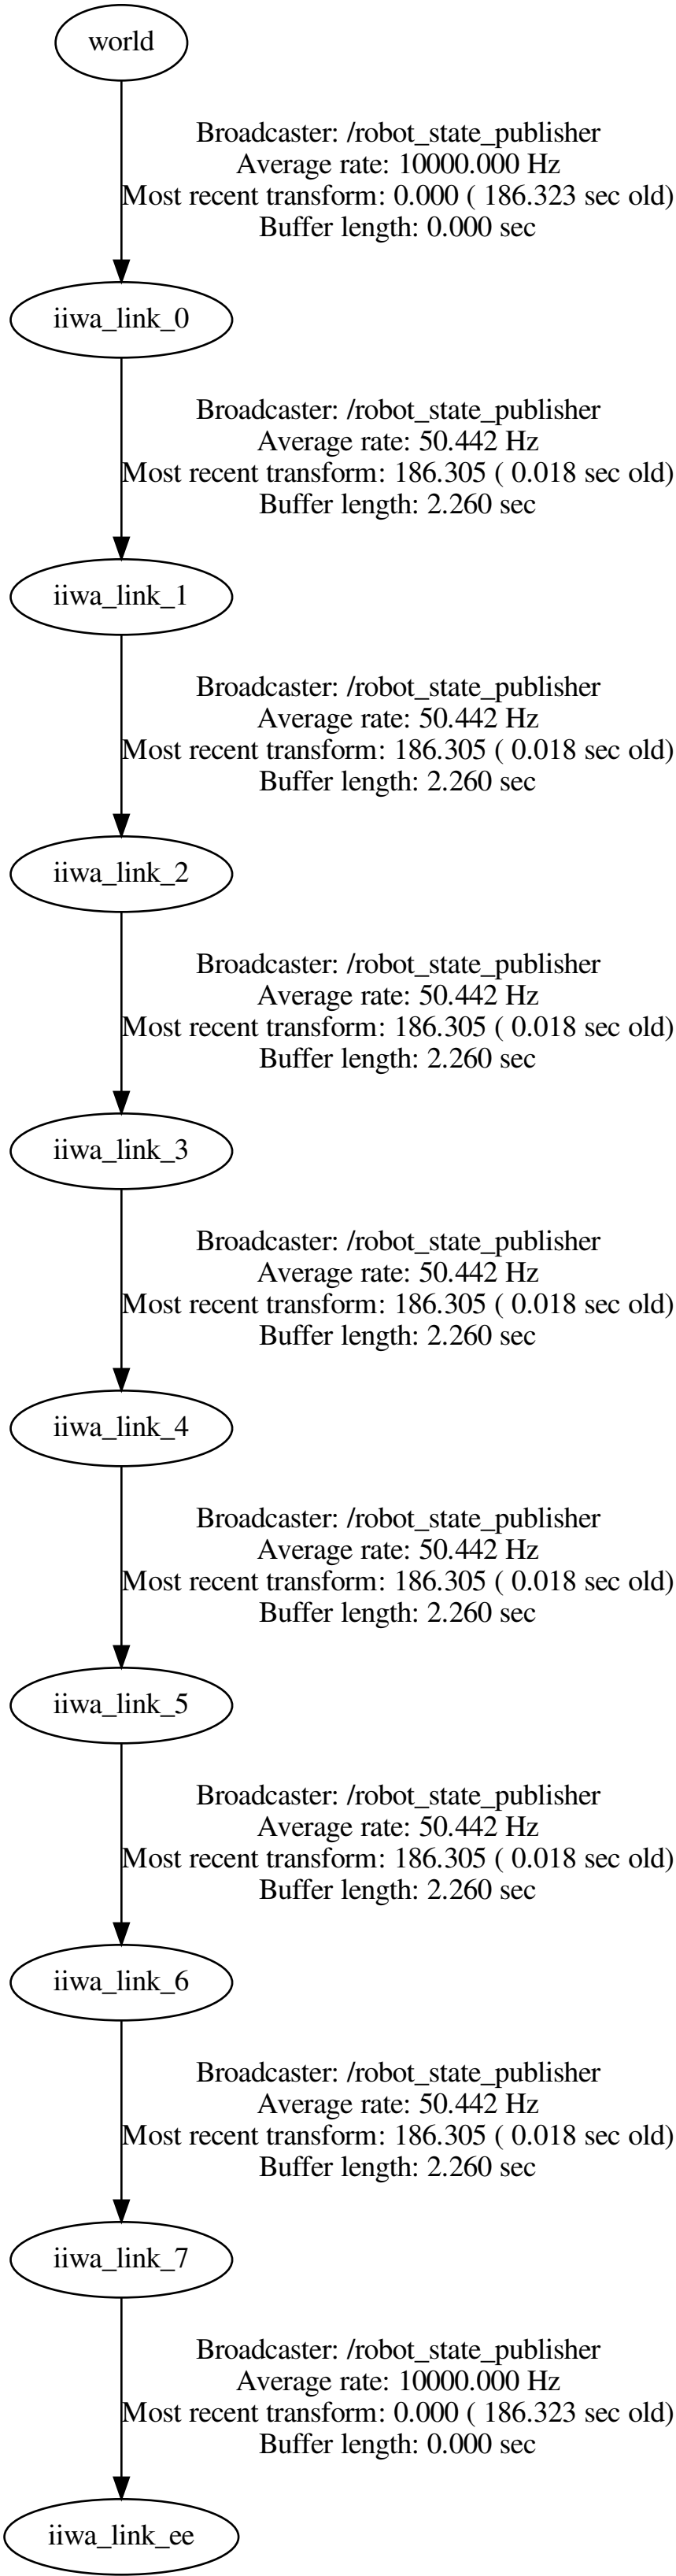 world
Broadcaster: /robot_state_publisher
Average rate: 10000.000 Hz
Most recent transform: 0.000 ( 186.323 sec old)
Buffer length: 0.000 sec
iiwa_link_0
Broadcaster: /robot_state_publisher
Average rate: 50.442 Hz
Most recent transform: 186.305 ( 0.018 sec old)
Buffer length: 2.260 sec
iiwa_link_1
Broadcaster: /robot_state_publisher
Average rate: 50.442 Hz
Most recent transform: 186.305 ( 0.018 sec old)
Buffer length: 2.260 sec
iiwa_link_2
Broadcaster: /robot_state_publisher
Average rate: 50.442 Hz
Most recent transform: 186.305 ( 0.018 sec old)
Buffer length: 2.260 sec
iiwa_link_3
Broadcaster: /robot_state_publisher
Average rate: 50.442 Hz
Most recent transform: 186.305 ( 0.018 sec old)
Buffer length: 2.260 sec
iiwa_link_4
Broadcaster: /robot_state_publisher
Average rate: 50.442 Hz
Most recent transform: 186.305 ( 0.018 sec old)
Buffer length: 2.260 sec
iiwa_link_5
Broadcaster: /robot_state_publisher
Average rate: 50.442 Hz
Most recent transform: 186.305 ( 0.018 sec old)
Buffer length: 2.260 sec
iiwa_link_6
Broadcaster: /robot_state_publisher
Average rate: 50.442 Hz
Most recent transform: 186.305 ( 0.018 sec old)
Buffer length: 2.260 sec
iiwa_link_7
Broadcaster: /robot_state_publisher
Average rate: 10000.000 Hz
Most recent transform: 0.000 ( 186.323 sec old)
Buffer length: 0.000 sec
iiwa_link_ee